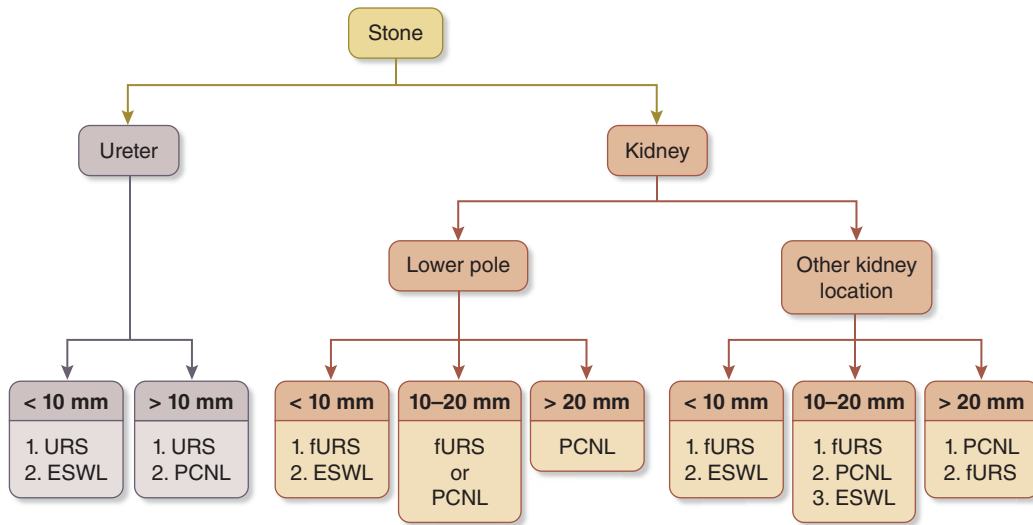 Stone
Ureter
Kidney
Lower pole
Other kidney
location
< 10 mm
1. URS
2. ESWL
> 10 mm
1. URS
2. PCNL
< 10 mm
1. fURS
2. ESWL
10–20 mm
fURS
or
PCNL
> 20 mm
PCNL
< 10 mm
1. fURS
2. ESWL
10–20 mm
1. fURS
2. PCNL
3. ESWL
> 20 mm
1. PCNL
2. fURS